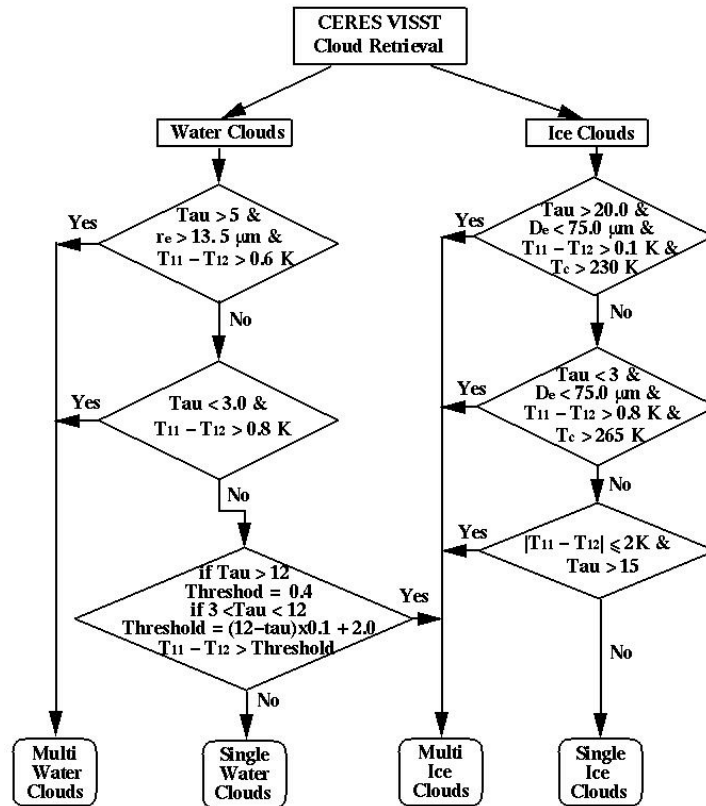 CERES VISST
Cloud Retrieval
Water Clouds
Ice Clouds
Yes
Tau > 5 &
re > 13.5 μm &
T11 − T12 > 0.6 K
No
Yes
Tau > 20.0 &
De < 75.0 μm &
T11 − T12 > 0.1 K &
Tc > 230 K
No
Yes
Tau < 3.0 &
T11 − T12 > 0.8 K
No
Yes
Tau < 3 &
De < 75.0 μm &
T11 − T12 > 0.8 K &
Tc > 265 K
No
if Tau > 12
Threshod = 0.4
if 3 < Tau < 12
Threshold = (12−tau)x0.1 + 2.0
T11 − T12 > Threshold
Yes
No
Yes
|T11 − T12| ⩽ 2K &
Tau > 15
No
Multi
Water
Clouds
Single
Water
Clouds
Multi
Ice
Clouds
Single
Ice
Clouds